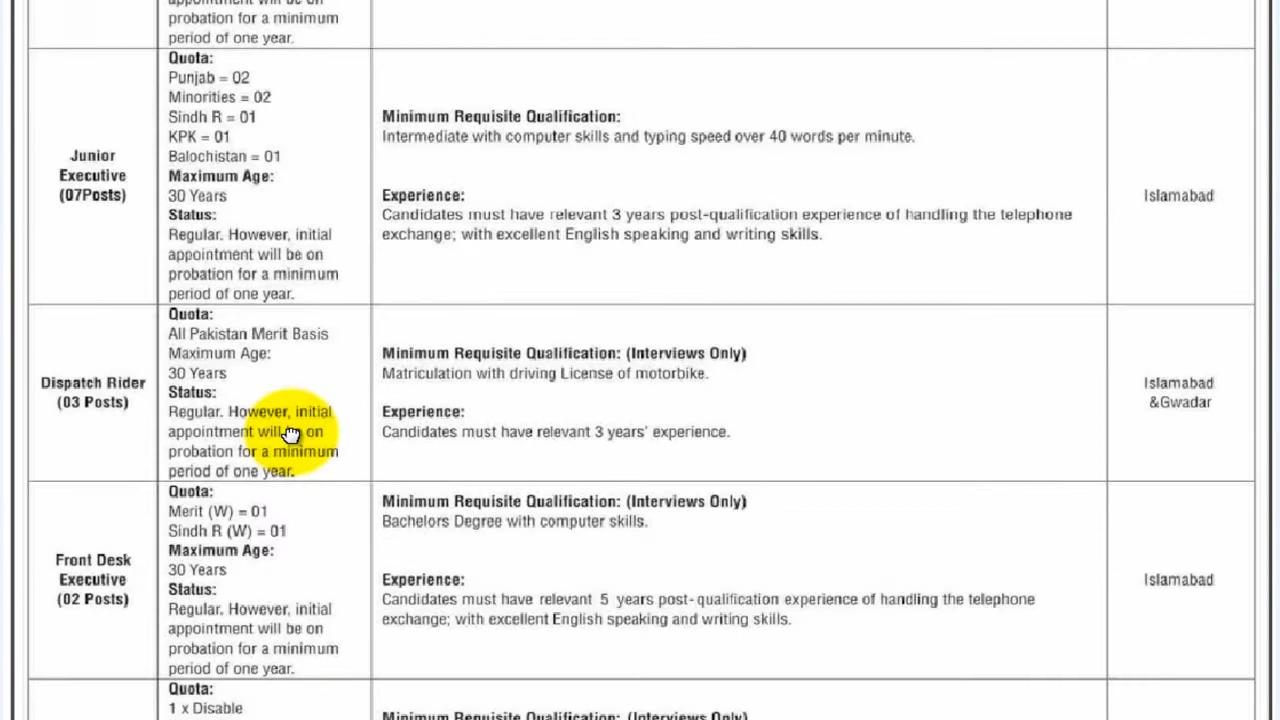 appointment will be on
probation for a minimum
period of one year.
Junior
Executive
(07Posts)
Quota:
Punjab = 02
Minorities = 02
Sindh R = 01
KPK = 01
Balochistan = 01
Maximum Age:
30 Years
Status:
Regular. However, initial
appointment will be on
probation for a minimum
period of one year.
Minimum Requisite Qualification:
Intermediate with computer skills and typing speed over 40 words per minute.
Experience:
Candidates must have relevant 3 years post-qualification experience of handling the telephone
exchange; with excellent English speaking and writing skills.
Islamabad
Dispatch Rider
(03 Posts)
Quota:
All Pakistan Merit Basis
Maximum Age:
30 Years
Status:
Regular. However, initial
appointment will be on
probation for a minimum
period of one year.
Minimum Requisite Qualification: (Interviews Only)
Matriculation with driving License of motorbike.
Experience:
Candidates must have relevant 3 years' experience.
Islamabad
&Gwadar
Front Desk
Executive
(02 Posts)
Quota:
Merit (W) = 01
Sindh R (W) = 01
Maximum Age:
30 Years
Status:
Regular. However, initial
appointment will be on
probation for a minimum
period of one year.
Minimum Requisite Qualification: (Interviews Only)
Bachelors Degree with computer skills.
Experience:
Candidates must have relevant 5 years post-qualification experience of handling the telephone
exchange; with excellent English speaking and writing skills.
Islamabad
Quota:
1 x Disable
Minimum Requisite Qualification: (Interviews Only)